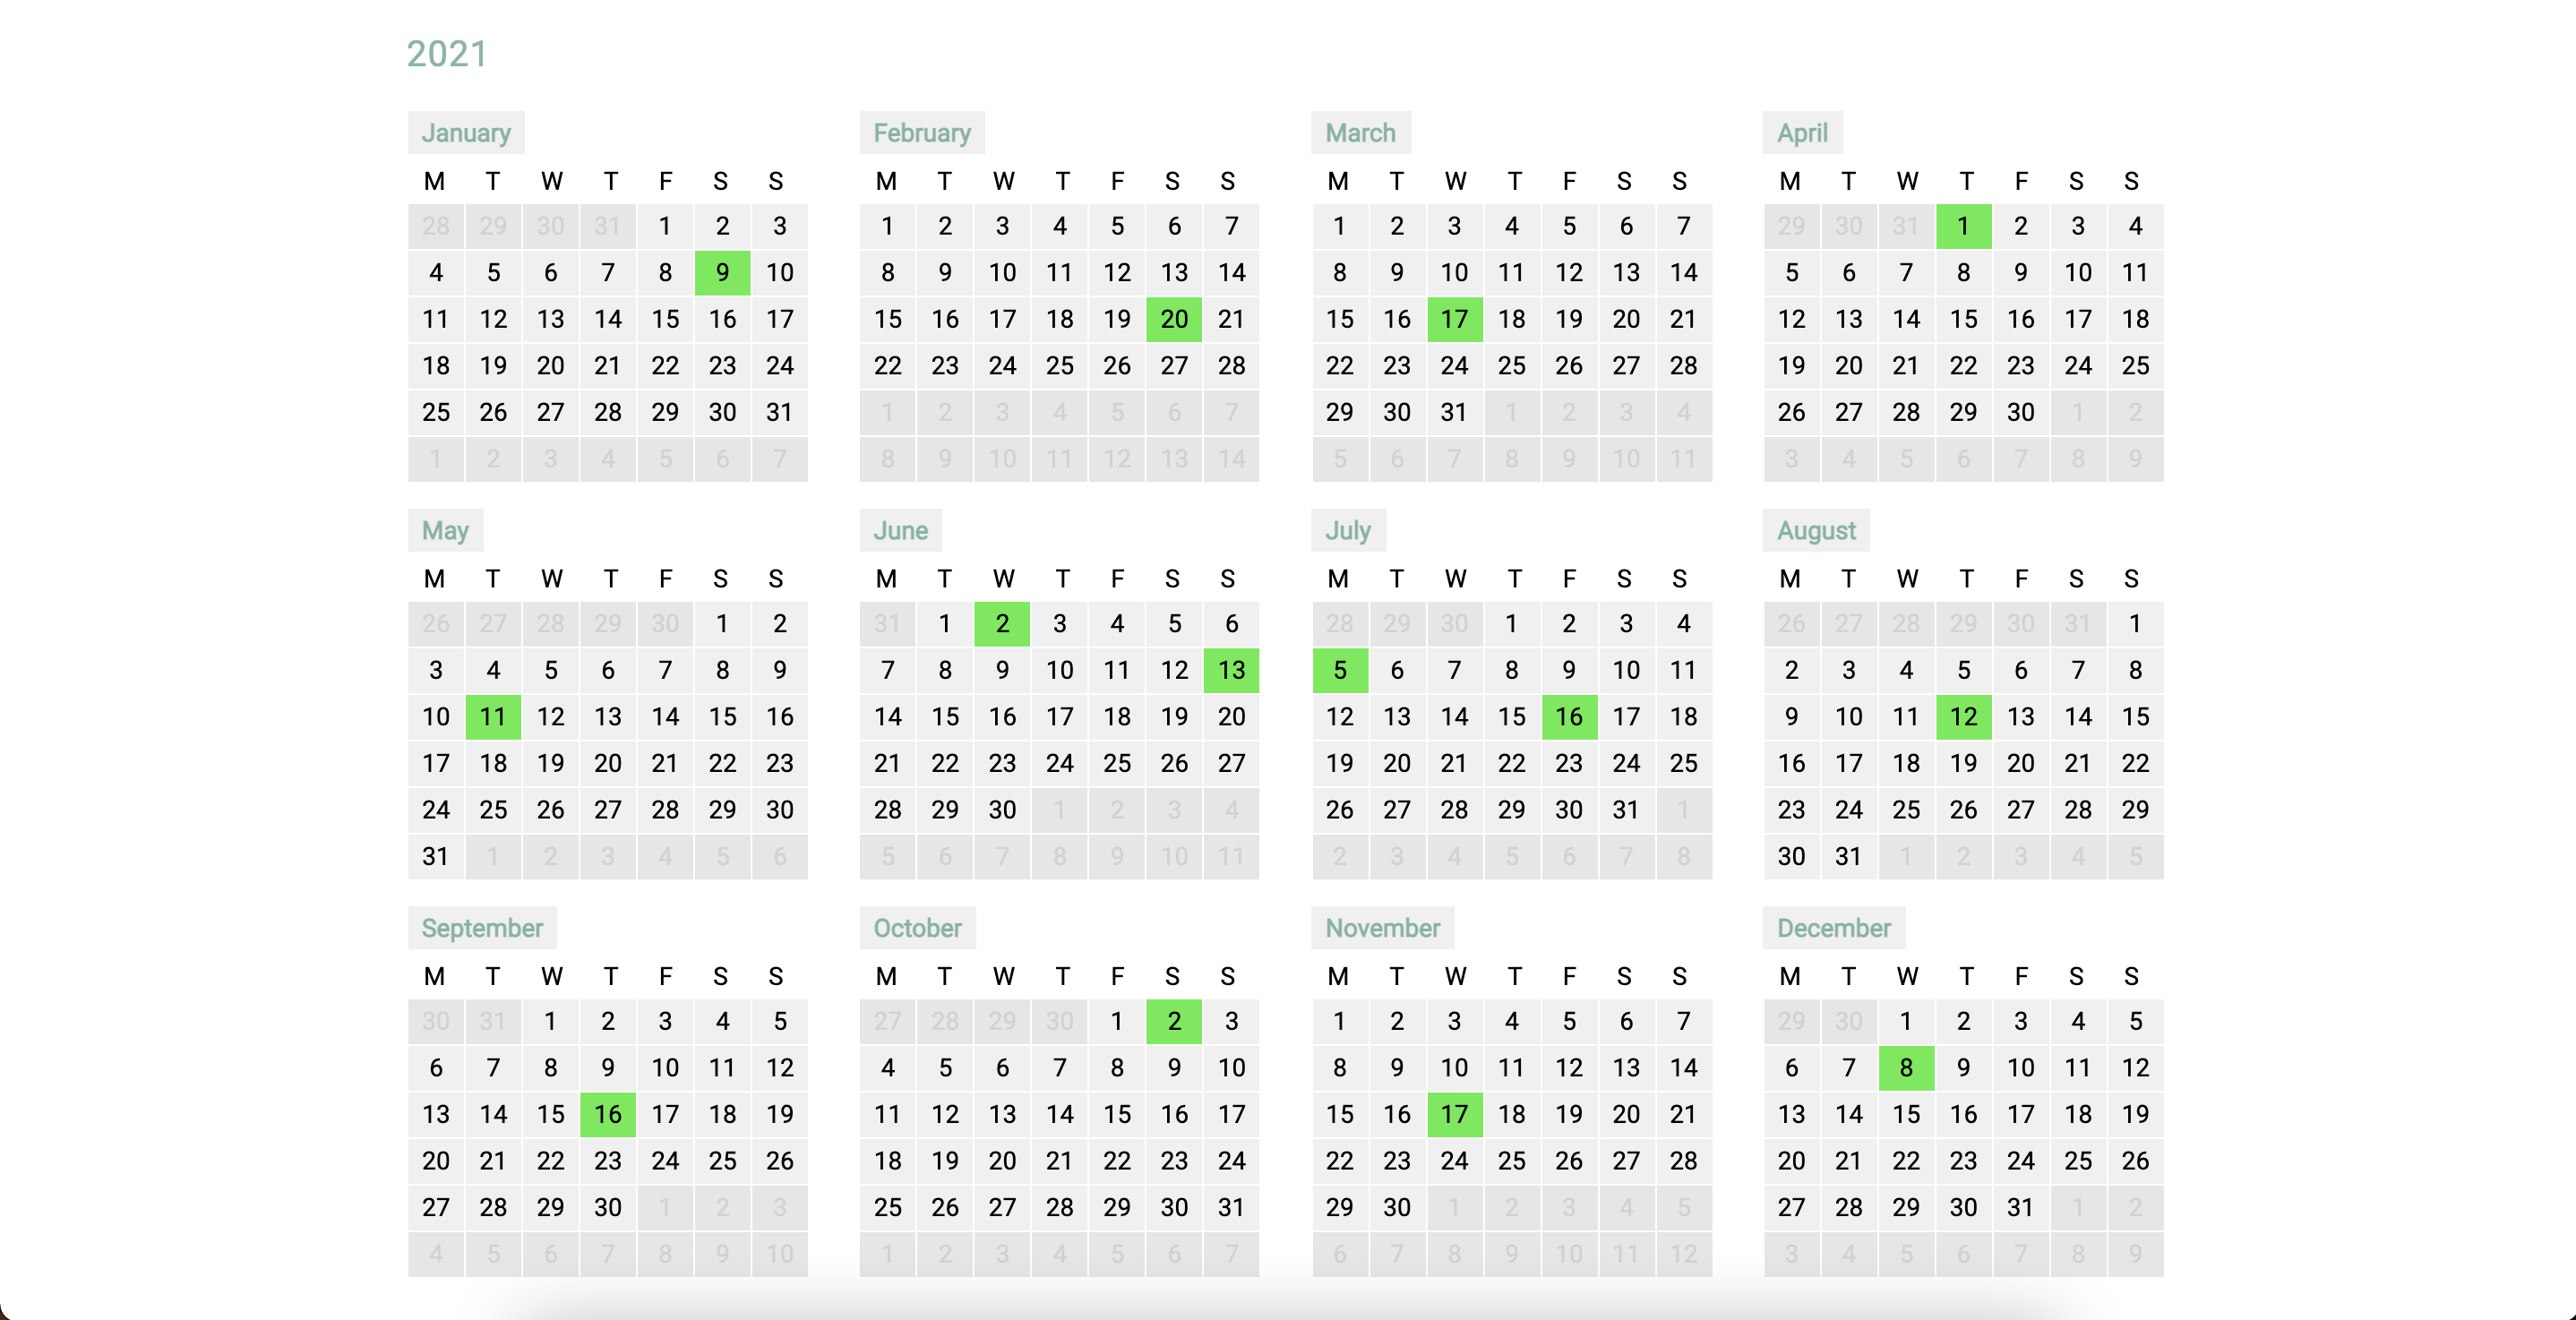 2021
January
M T W T F S S
28 29 30 31 1 2 3
4 5 6 7 8 9 10
11 12 13 14 15 16 17
18 19 20 21 22 23 24
25 26 27 28 29 30 31
1 2 3 4 5 6 7
February
M T W T F S S
1 2 3 4 5 6 7
8 9 10 11 12 13 14
15 16 17 18 19 20 21
22 23 24 25 26 27 28
1 2 3 4 5 6 7
8 9 10 11 12 13 14
March
M T W T F S S
1 2 3 4 5 6 7
8 9 10 11 12 13 14
15 16 17 18 19 20 21
22 23 24 25 26 27 28
29 30 31 1 2 3 4
5 6 7 8 9 10 11
April
M T W T F S S
29 30 31 1 2 3 4
5 6 7 8 9 10 11
12 13 14 15 16 17 18
19 20 21 22 23 24 25
26 27 28 29 30 1 2
3 4 5 6 7 8 9
May
M T W T F S S
26 27 28 29 30 1 2
3 4 5 6 7 8 9
10 11 12 13 14 15 16
17 18 19 20 21 22 23
24 25 26 27 28 29 30
31 1 2 3 4 5 6
June
M T W T F S S
31 1 2 3 4 5 6
7 8 9 10 11 12 13
14 15 16 17 18 19 20
21 22 23 24 25 26 27
28 29 30 1 2 3 4
5 6 7 8 9 10 11
July
M T W T F S S
28 29 30 1 2 3 4
5 6 7 8 9 10 11
12 13 14 15 16 17 18
19 20 21 22 23 24 25
26 27 28 29 30 31 1
2 3 4 5 6 7 8
August
M T W T F S S
26 27 28 29 30 31 1
2 3 4 5 6 7 8
9 10 11 12 13 14 15
16 17 18 19 20 21 22
23 24 25 26 27 28 29
30 31 1 2 3 4 5
September
M T W T F S S
30 31 1 2 3 4 5
6 7 8 9 10 11 12
13 14 15 16 17 18 19
20 21 22 23 24 25 26
27 28 29 30 1 2 3
4 5 6 7 8 9 10
October
M T W T F S S
27 28 29 30 1 2 3
4 5 6 7 8 9 10
11 12 13 14 15 16 17
18 19 20 21 22 23 24
25 26 27 28 29 30 31
1 2 3 4 5 6 7
November
M T W T F S S
1 2 3 4 5 6 7
8 9 10 11 12 13 14
15 16 17 18 19 20 21
22 23 24 25 26 27 28
29 30 1 2 3 4 5
6 7 8 9 10 11 12
December
M T W T F S S
29 30 1 2 3 4 5
6 7 8 9 10 11 12
13 14 15 16 17 18 19
20 21 22 23 24 25 26
27 28 29 30 31 1 2
3 4 5 6 7 8 9